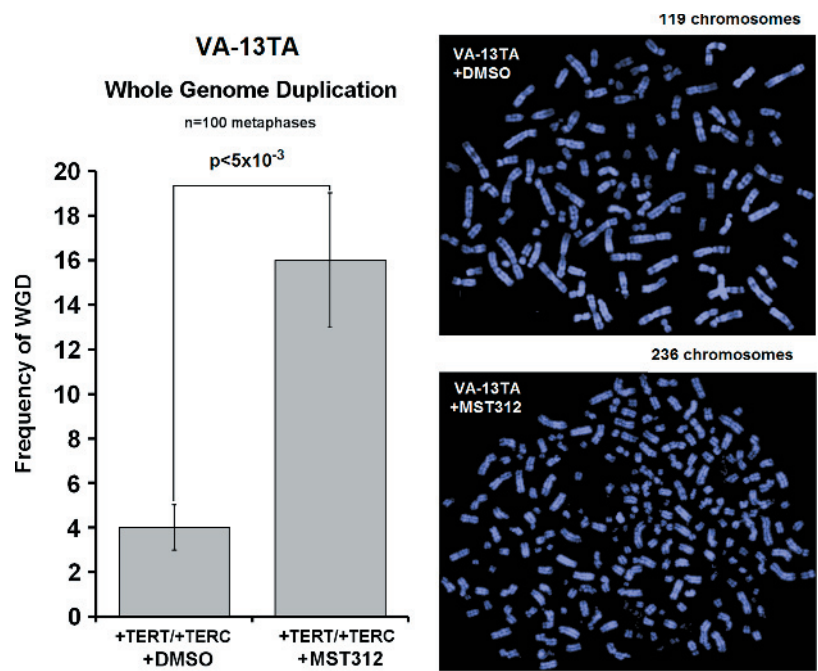 VA-13TA
Whole Genome Duplication
n=100 metaphases
p<5x10⁻³
Frequency of WGD
20
18
16
14
12
10
8
6
4
2
0
+TERT/+TERC
+DMSO
+TERT/+TERC
+MST312
119 chromosomes
VA-13TA
+DMSO
236 chromosomes
VA-13TA
+MST312